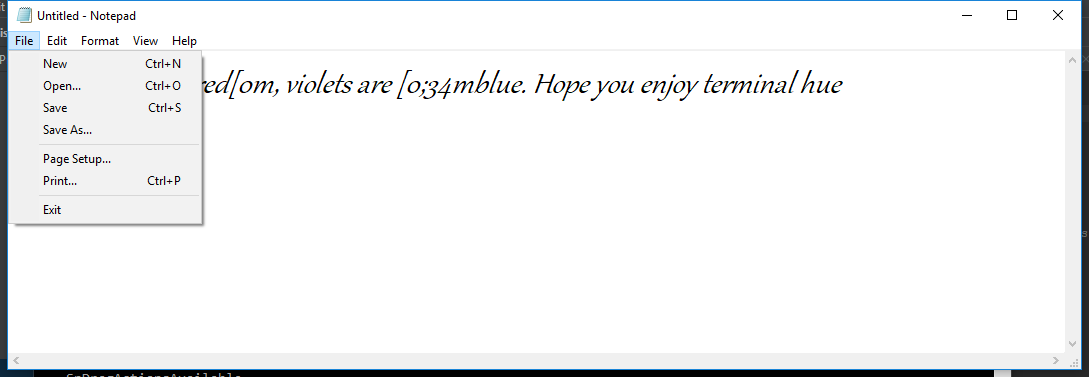 Untitled - Notepad
File Edit Format View Help
New Ctrl+N
Open... Ctrl+O
Save Ctrl+S
Save As...
Page Setup...
Print... Ctrl+P
Exit
red[0m, violets are [0;34mblue. Hope you enjoy terminal hue